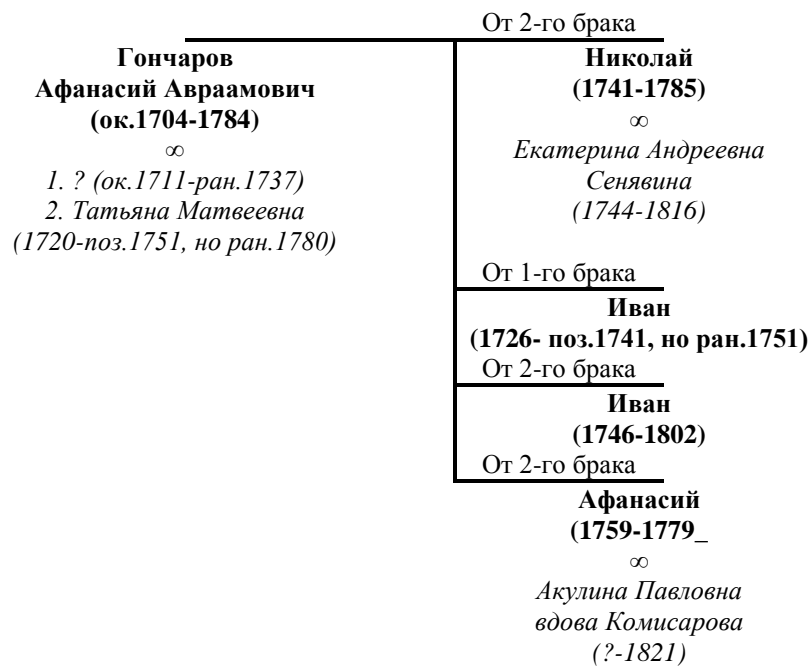 От 2-го брака
Гончаров
Афанасий Авраамович
(ок.1704-1784)
∞
1. ? (ок.1711-ран.1737)
2. Татьяна Матвеевна
(1720-поз.1751, но ран.1780)
Николай
(1741-1785)
∞
Екатерина Андреевна
Сенявина
(1744-1816)
От 1-го брака
Иван
(1726- поз.1741, но ран.1751)
От 2-го брака
Иван
(1746-1802)
От 2-го брака
Афанасий
(1759-1779_
∞
Акулина Павловна
вдова Комисарова
(?-1821)